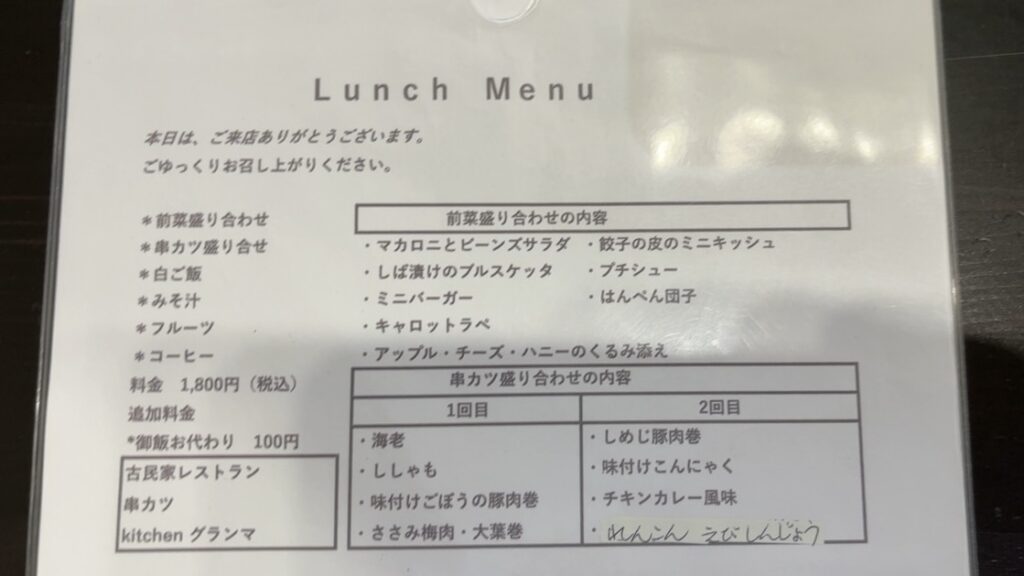 Lunch Menu
本日は、ご来店ありがとうございます。
ごゆっくりお召し上がりください。
＊前菜盛り合わせ
＊串カツ盛り合せ
＊白ご飯
＊みそ汁
＊フルーツ
＊コーヒー
料金　1,800円（税込）
追加料金
*御飯お代わり　100円
古民家レストラン
串カツ
kitchen グランマ
前菜盛り合わせの内容
・マカロニとビーンズサラダ　・餃子の皮のミニキッシュ
・しば漬けのブルスケッタ　・プチシュー
・ミニバーガー　・はんぺん団子
・キャロットラペ
・アップル・チーズ・ハニーのくるみ添え
串カツ盛り合わせの内容
1回目　2回目
・海老　・しめじ豚肉巻
・ししゃも　・味付けこんにゃく
・味付けごぼうの豚肉巻　・チキンカレー風味
・ささみ梅肉・大葉巻　・れんこん えびしんじょう